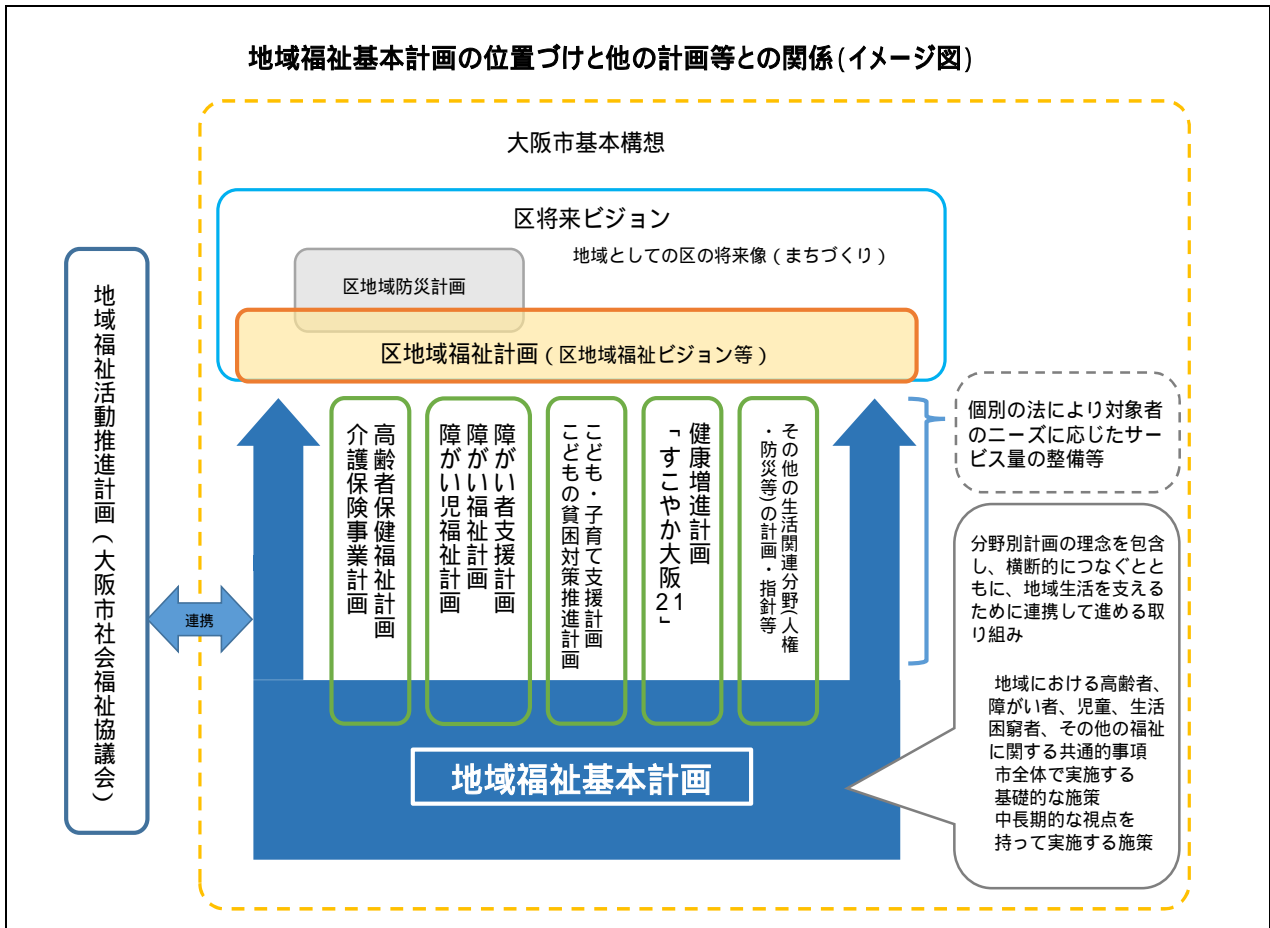 地域福祉基本計画の位置づけと他の計画等との関係(イメージ図)
大阪市基本構想
区将来ビジョン
地域としての区の将来像(まちづくり)
区地域防災計画
区地域福祉計画(区地域福祉ビジョン等)
地域福祉活動推進計画(大阪市社会福祉協議会)
連携
高齢者保健福祉計画
介護保険事業計画
障がい者支援計画
障がい福祉計画
障がい児福祉計画
こども・子育て支援計画
こどもの貧困対策推進計画
健康増進計画
「すこやか大阪21」
その他の生活関連分野(人権
・防災等)の計画・指針等
個別の法により対象者
のニーズに応じたサー
ビス量の整備等
分野別計画の理念を包含
し、横断的につなぐとと
もに、地域生活を支える
ために連携して進める取
り組み
地域における高齢者、
障がい者、児童、生活
困窮者、その他の福祉
に関する共通的事項
市全体で実施する
基礎的な施策
中長期的な視点を
持って実施する施策
地域福祉基本計画